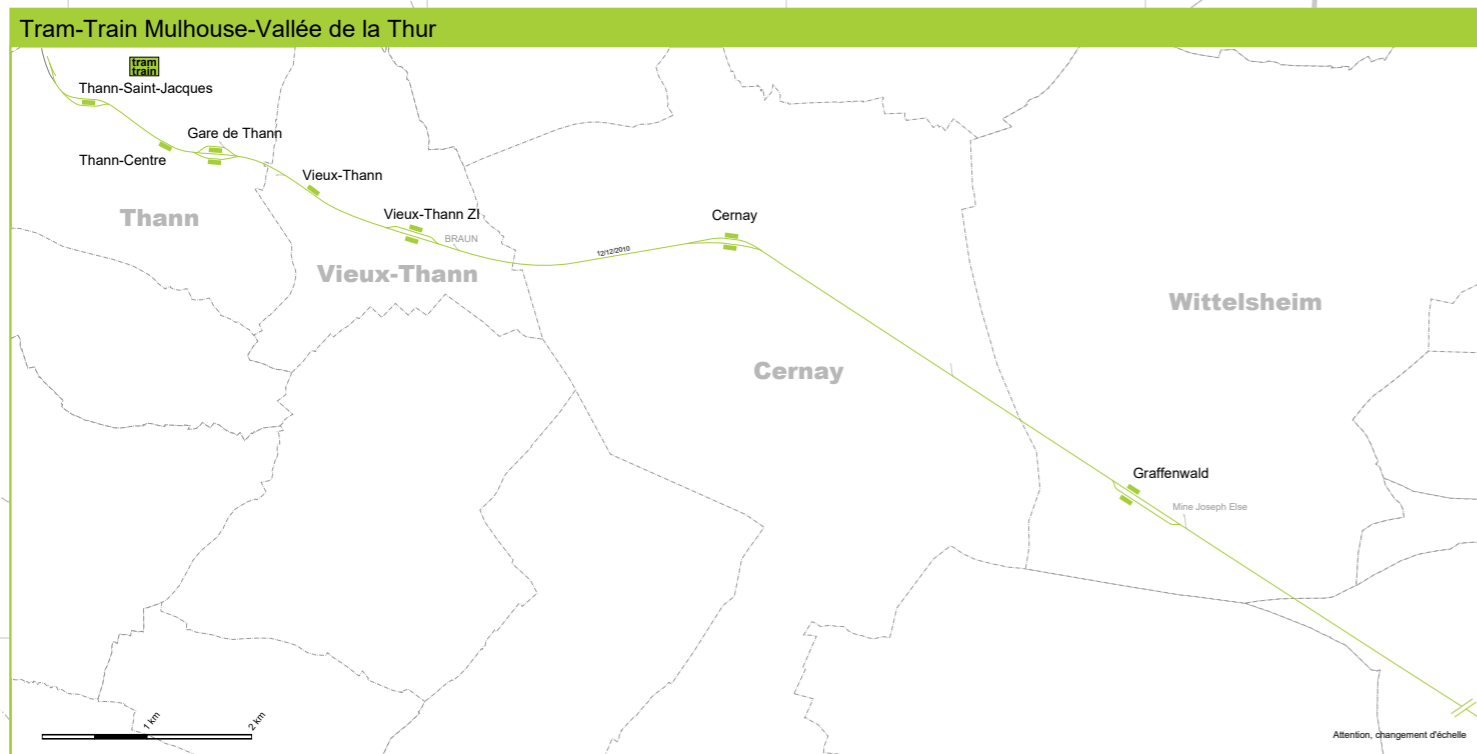 Tram-Train Mulhouse-Vallée de la Thur
tram
train
Thann-Saint-Jacques
Gare de Thann
Thann-Centre
Vieux-Thann
Thann
Vieux-Thann ZI
BRAUN
Cernay
12/12/2010
Vieux-Thann
Wittelsheim
Cernay
Graffenwald
Mine Joseph Else
1 km
2 km
Attention, changement d'échelle